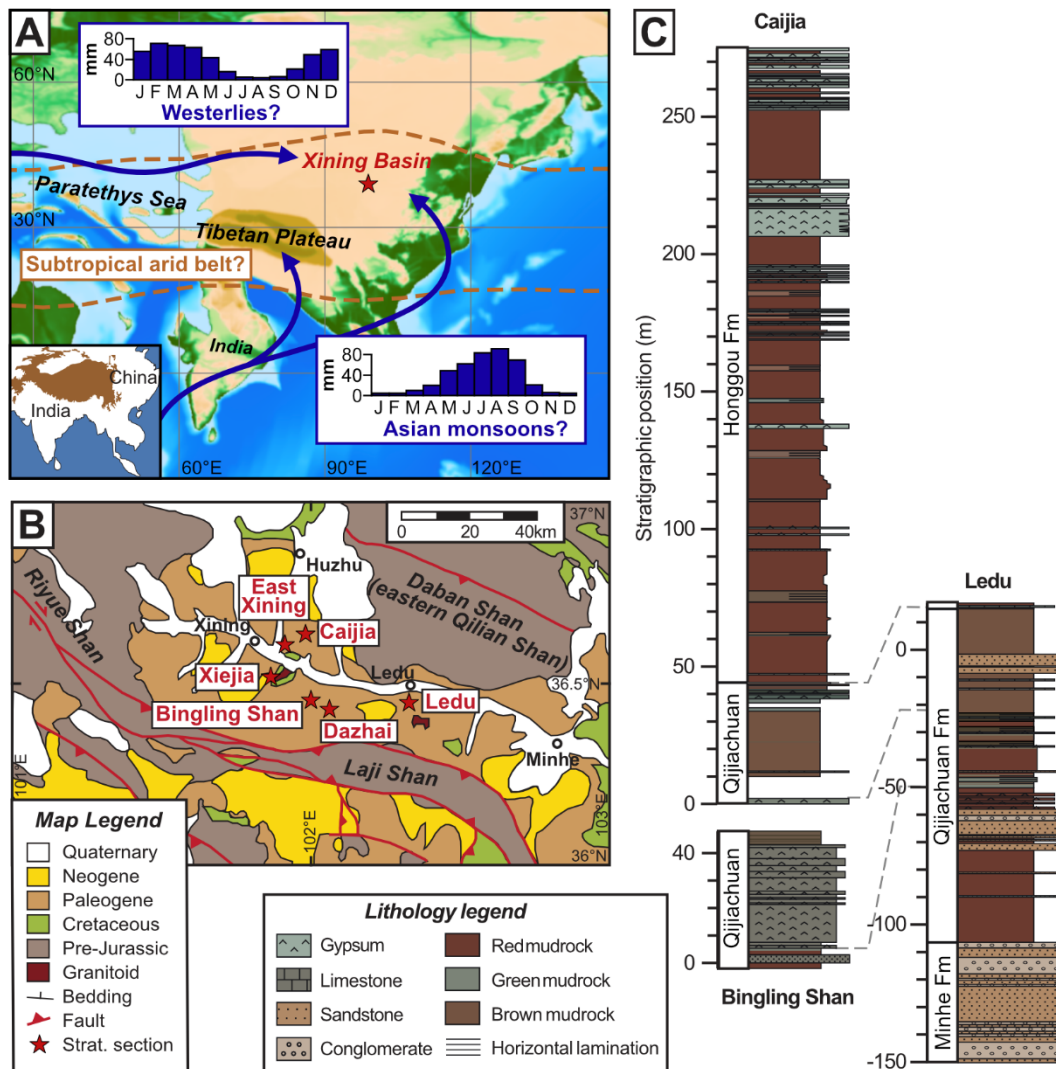 A
80
40
0
mm
J F M A M J J A S O N D
Westerlies?
60°N
Xining Basin
Paratethys Sea
30°N
Tibetan Plateau
Subtropical arid belt?
India
80
40
0
mm
J F M A M J J A S O N D
Asian monsoons?
China
India
60°E
90°E
120°E
B
0 20 40km
37°N
Huzhu
Daban Shan
(eastern Qilian Shan)
Riyue Shan
East
Xining
Xining
Caijia
Xiejia
Ledu
36.5°N
Ledu
Bingling Shan
Dazhai
Minhe
Laji Shan
101°E
102°E
103°E
36°N
Map Legend
Quaternary
Neogene
Paleogene
Cretaceous
Pre-Jurassic
Granitoid
Bedding
Fault
Strat. section
Lithology legend
Gypsum
Limestone
Sandstone
Conglomerate
Red mudrock
Green mudrock
Brown mudrock
Horizontal lamination
C
Caijia
Stratigraphic position (m)
250
200
150
100
50
0
Honggou Fm
Qijiachuan
40
20
0
Qijiachuan
Bingling Shan
Ledu
0
-50
-100
-150
Qijiachuan Fm
Minhe Fm